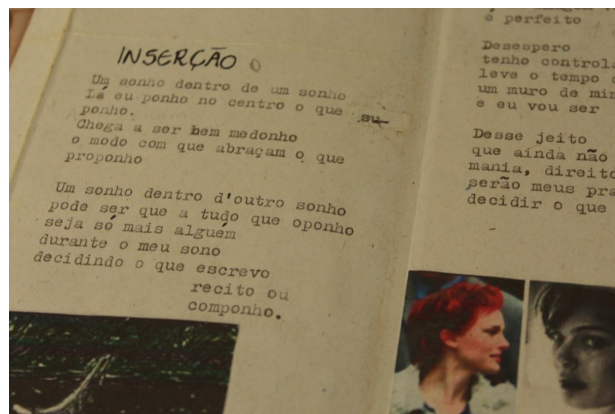 INSERÇÃO
Um sonho dentro de um sonho
Lá eu ponho no centro o que su
ponho.
Chega a ser bem medonho
o modo com que abraçam o que
proponho
Um sonho dentro d'outro sonho
pode ser que a tudo que oponho
seja só mais alguém
durante o meu sono
decidindo o que escrevo
recito ou
componho.
é perfeito
Desespero
tenho controla
leve o tempo
um muro de min
e eu vou ser
Desse jeito
que ainda não
mania, direito
serão meus pra
decidir o que